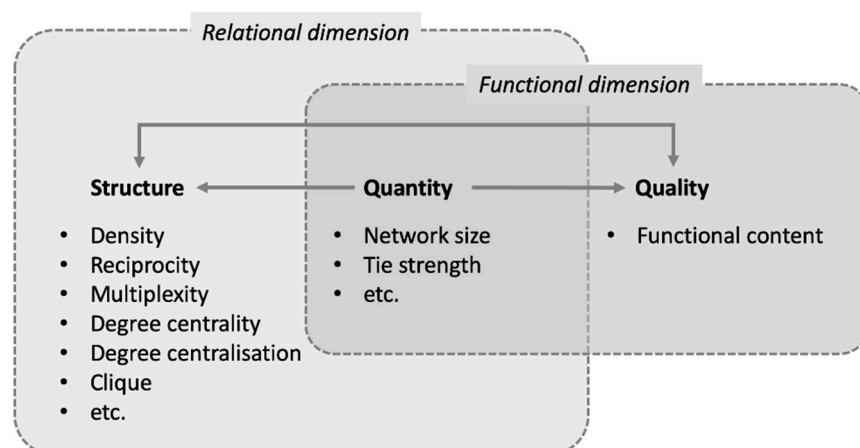 Relational dimension
Functional dimension
Structure
• Density
• Reciprocity
• Multiplexity
• Degree centrality
• Degree centralisation
• Clique
• etc.
Quantity
• Network size
• Tie strength
• etc.
Quality
• Functional content